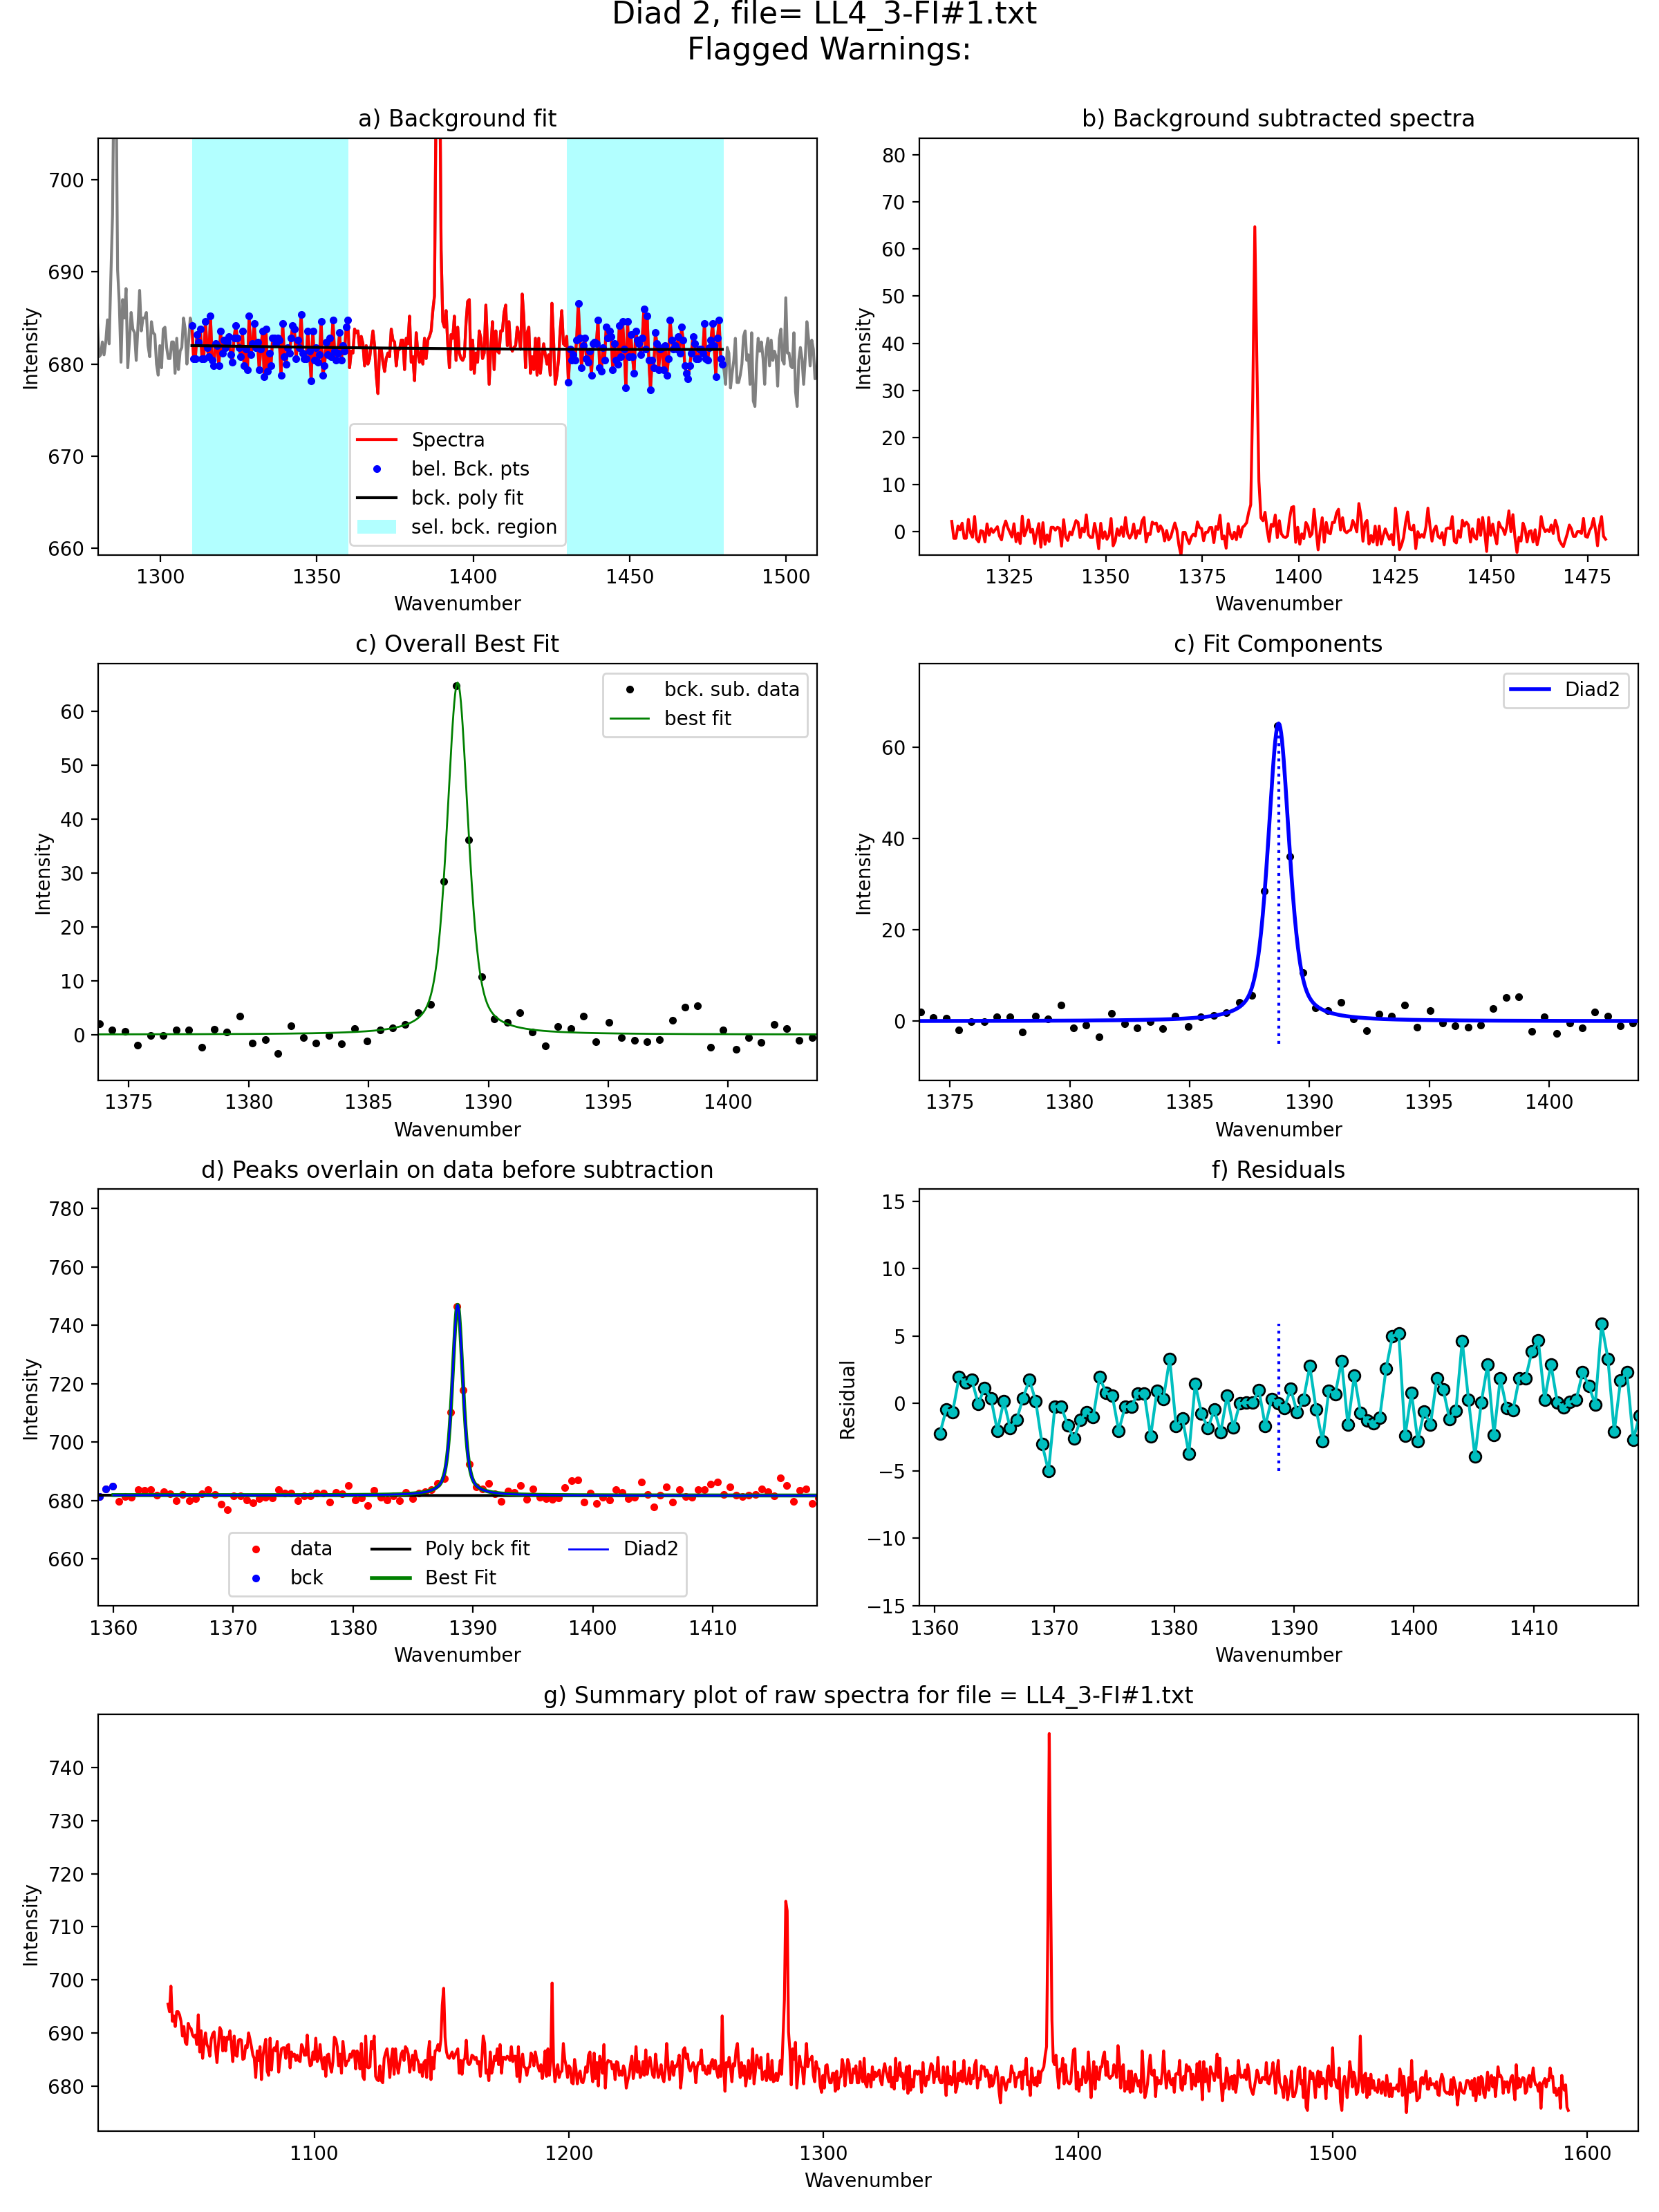 Diad 2, file= LL4_3-FI#1.txt
Flagged Warnings:
a) Background fit
Intensity
700
690
680
670
660
Spectra
bel. Bck. pts
bck. poly fit
sel. bck. region
1300 1350 1400 1450 1500
Wavenumber
b) Background subtracted spectra
Intensity
80
70
60
50
40
30
20
10
0
1325 1350 1375 1400 1425 1450 1475
Wavenumber
c) Overall Best Fit
Intensity
60
50
40
30
20
10
0
bck. sub. data
best fit
1375 1380 1385 1390 1395 1400
Wavenumber
c) Fit Components
Intensity
60
40
20
0
Diad2
1375 1380 1385 1390 1395 1400
Wavenumber
d) Peaks overlain on data before subtraction
Intensity
780
760
740
720
700
680
660
data
bck
Poly bck fit
Best Fit
Diad2
1360 1370 1380 1390 1400 1410
Wavenumber
f) Residuals
Residual
15
10
5
0
−5
−10
−15
1360 1370 1380 1390 1400 1410
Wavenumber
g) Summary plot of raw spectra for file = LL4_3-FI#1.txt
Intensity
740
730
720
710
700
690
680
1100 1200 1300 1400 1500 1600
Wavenumber